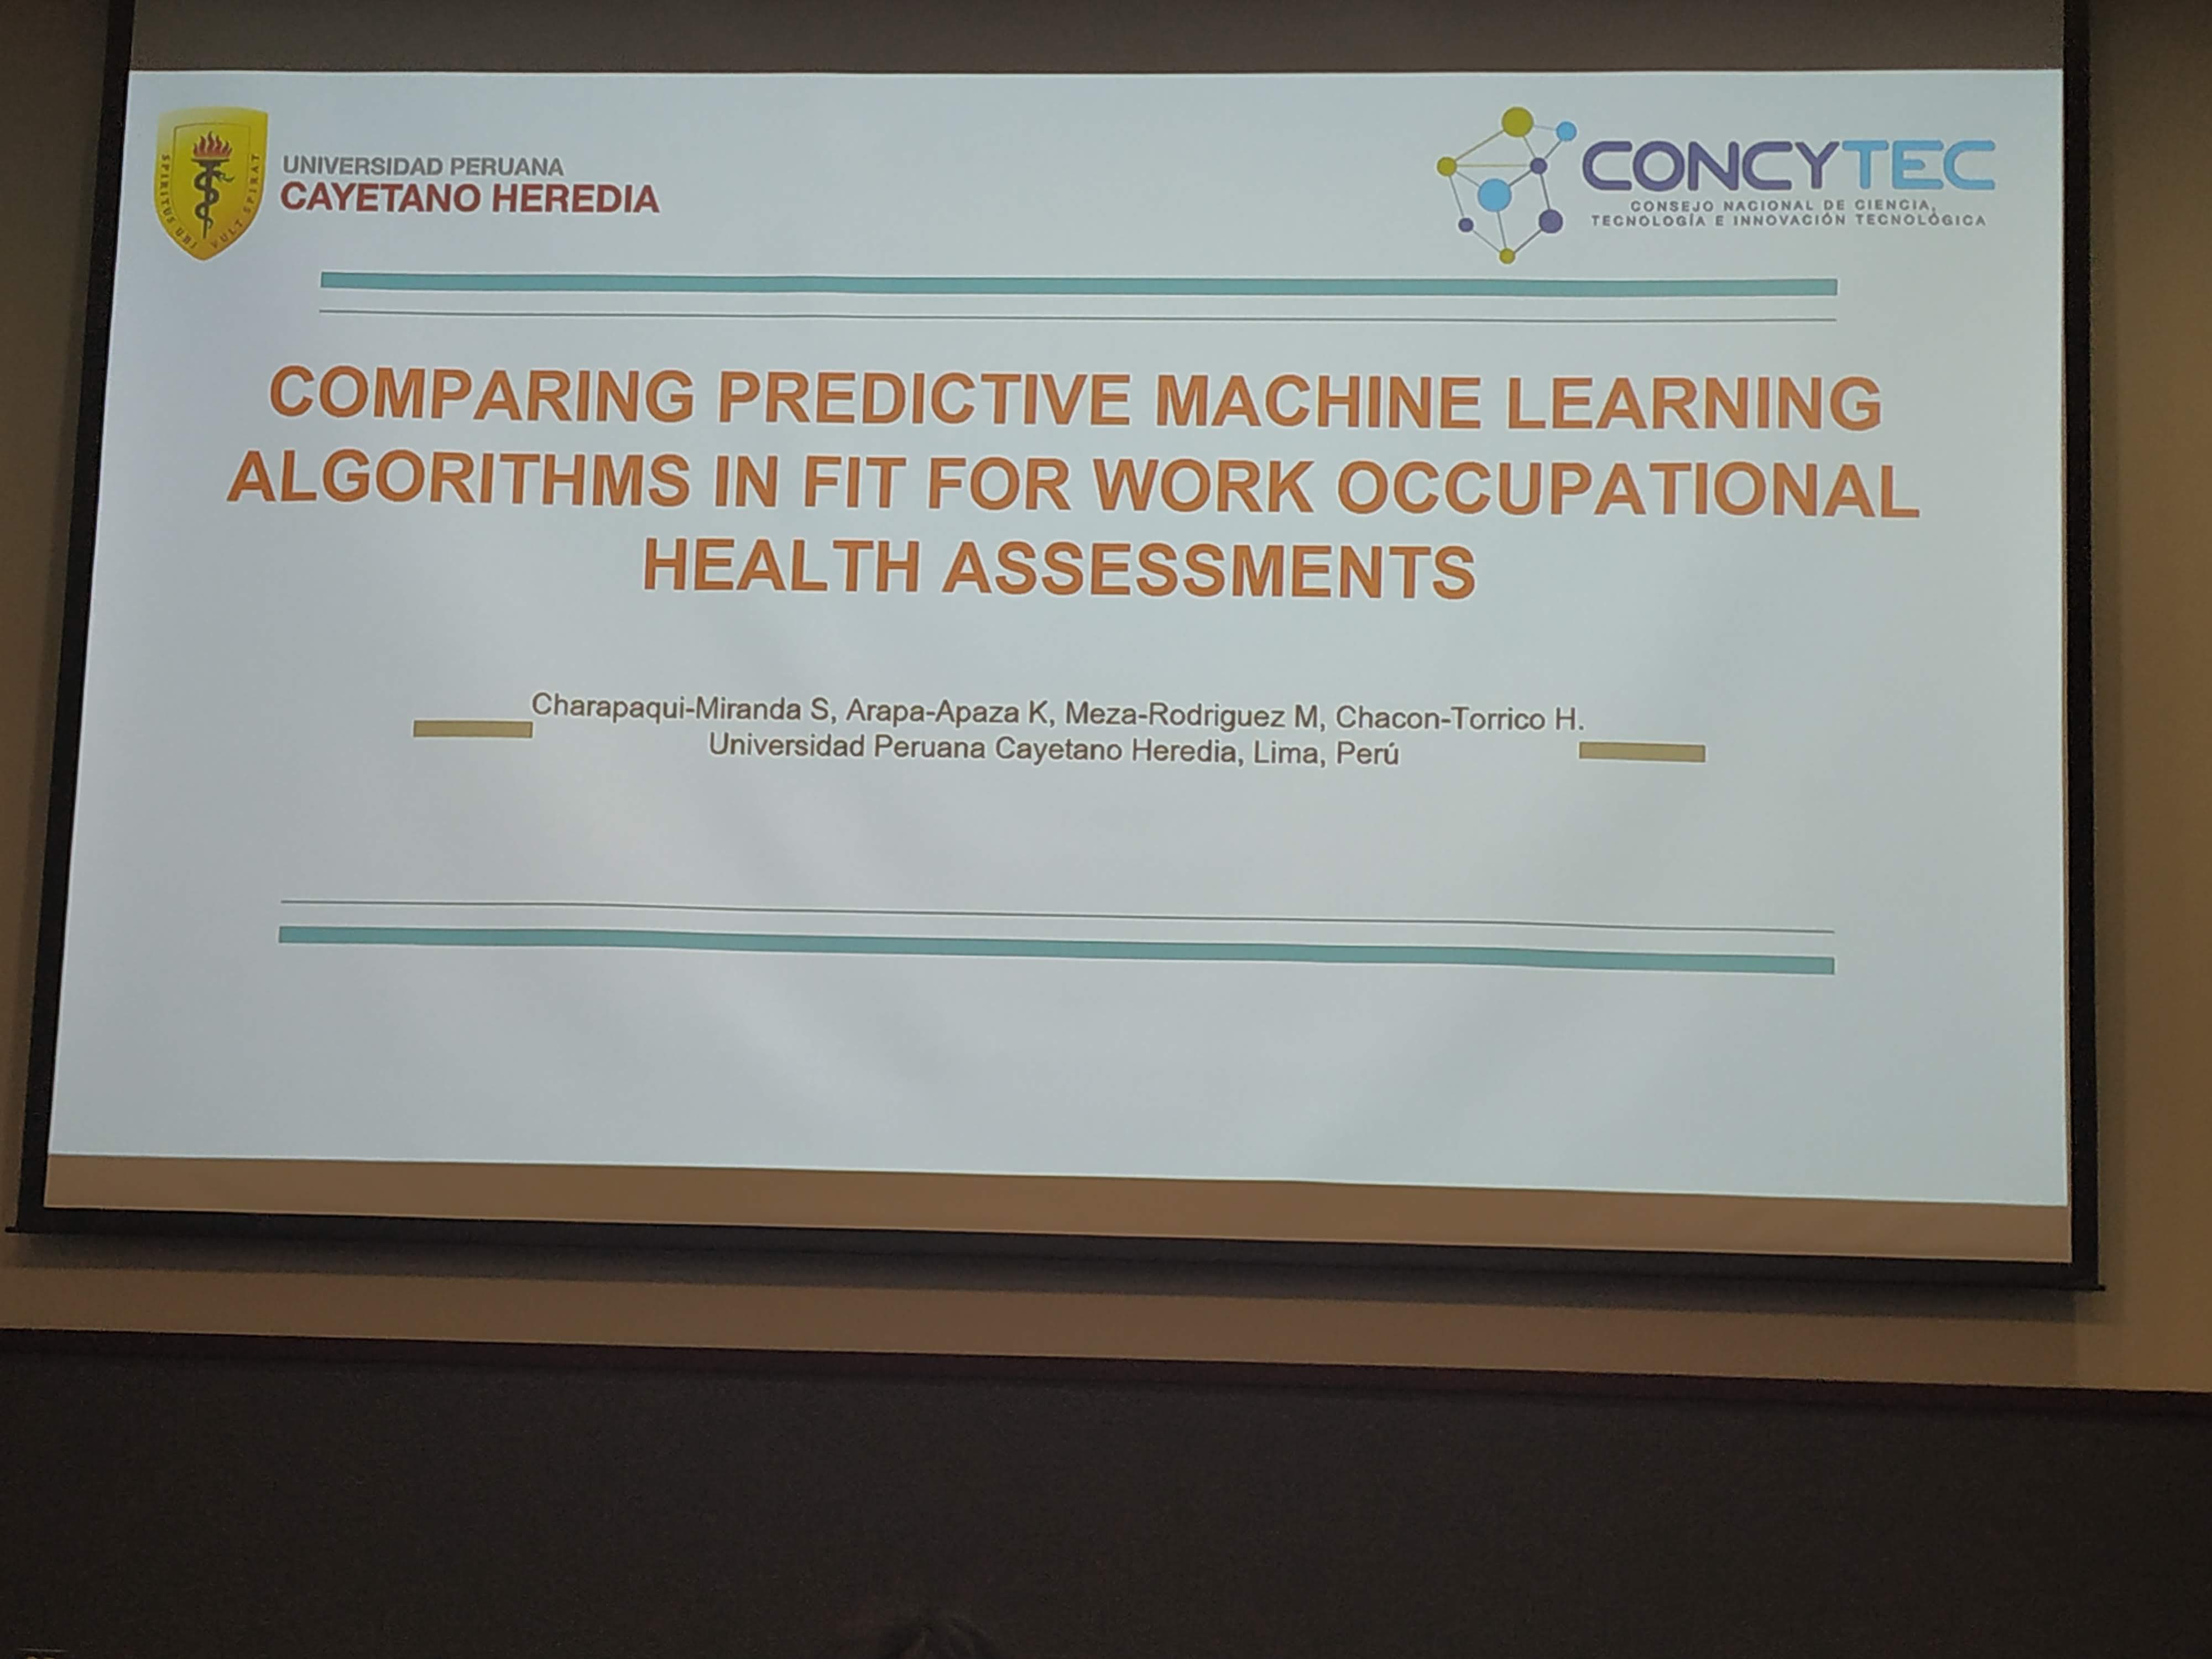 SPIRITUS UBI VULT SPIRAT
UNIVERSIDAD PERUANA
CAYETANO HEREDIA
CONCYTEC
CONSEJO NACIONAL DE CIENCIA,
TECNOLOGÍA E INNOVACIÓN TECNOLÓGICA
COMPARING PREDICTIVE MACHINE LEARNING
ALGORITHMS IN FIT FOR WORK OCCUPATIONAL
HEALTH ASSESSMENTS
Charapaqui-Miranda S, Arapa-Apaza K, Meza-Rodriguez M, Chacon-Torrico H.
Universidad Peruana Cayetano Heredia, Lima, Perú